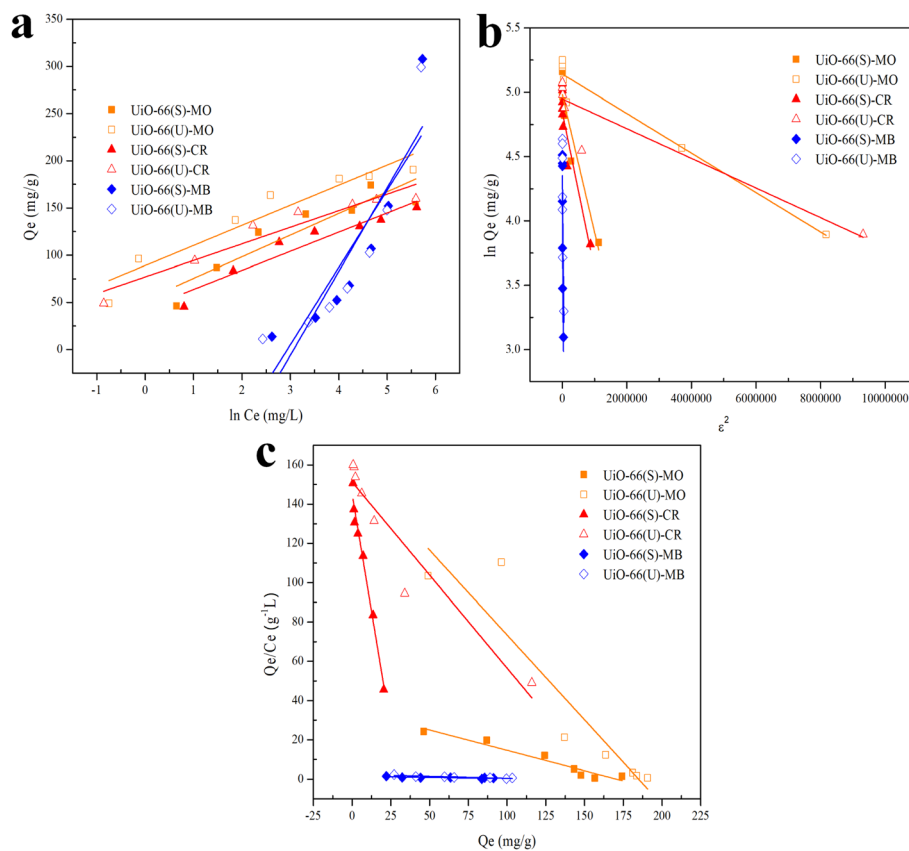 a
350
300
250
200
150
100
50
0
Qe (mg/g)
UiO-66(S)-MO
UiO-66(U)-MO
UiO-66(S)-CR
UiO-66(U)-CR
UiO-66(S)-MB
UiO-66(U)-MB
-1 0 1 2 3 4 5 6
ln Ce (mg/L)
b
5.5
5.0
4.5
4.0
3.5
3.0
ln Qe (mg/g)
UiO-66(S)-MO
UiO-66(U)-MO
UiO-66(S)-CR
UiO-66(U)-CR
UiO-66(S)-MB
UiO-66(U)-MB
0 2000000 4000000 6000000 8000000 10000000
ε²
c
160
140
120
100
80
60
40
20
0
Qe/Ce (g⁻¹L)
UiO-66(S)-MO
UiO-66(U)-MO
UiO-66(S)-CR
UiO-66(U)-CR
UiO-66(S)-MB
UiO-66(U)-MB
-25 0 25 50 75 100 125 150 175 200 225
Qe (mg/g)